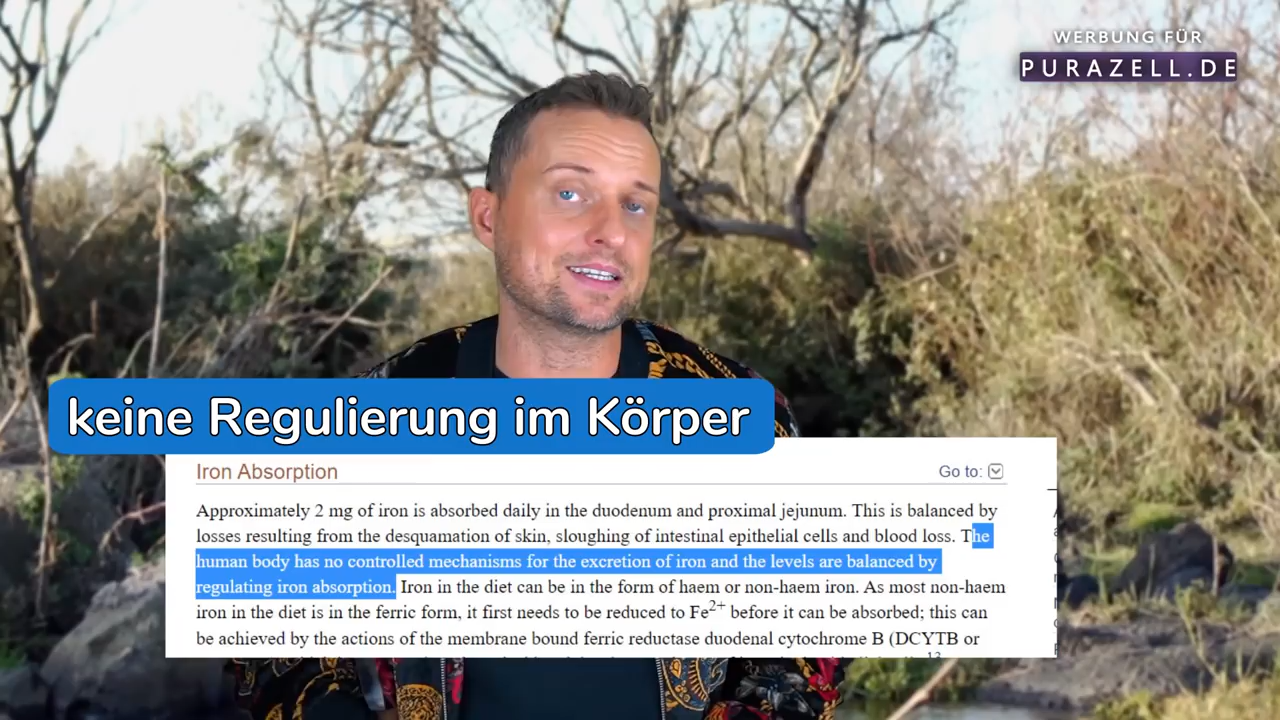 WERBUNG FÜR
PURAZELL.DE
keine Regulierung im Körper
Iron Absorption
Go to:
Approximately 2 mg of iron is absorbed daily in the duodenum and proximal jejunum. This is balanced by
losses resulting from the desquamation of skin, sloughing of intestinal epithelial cells and blood loss. The
human body has no controlled mechanisms for the excretion of iron and the levels are balanced by
regulating iron absorption. Iron in the diet can be in the form of haem or non-haem iron. As most non-haem
iron in the diet is in the ferric form, it first needs to be reduced to Fe2+ before it can be absorbed; this can
be achieved by the actions of the membrane bound ferric reductase duodenal cytochrome B (DCYTB or